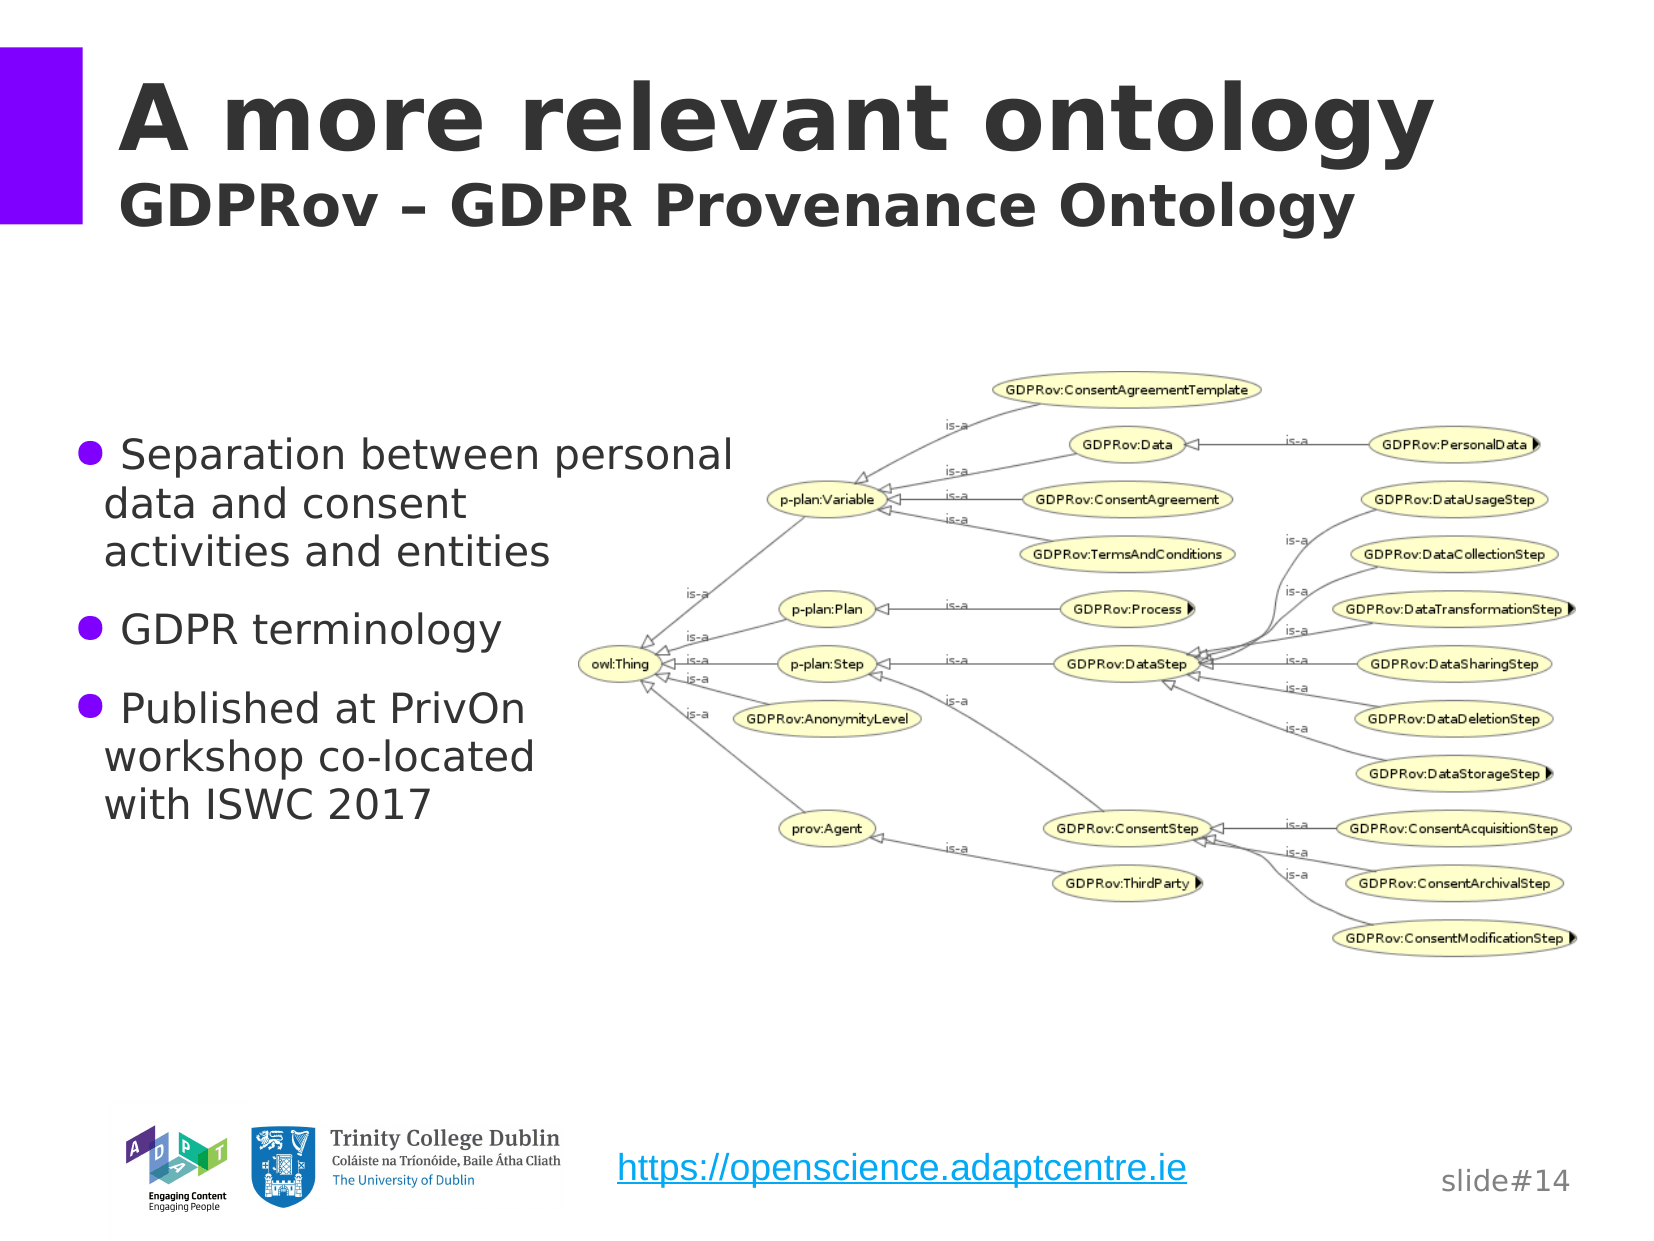 A more relevant ontology
GDPRov – GDPR Provenance Ontology
Separation between personal
data and consent
activities and entities
GDPR terminology
Published at PrivOn
workshop co-located
with ISWC 2017
GDPRov:ConsentAgreementTemplate
is-a
GDPRov:Data
is-a
GDPRov:PersonalData
is-a
p-plan:Variable
is-a
GDPRov:ConsentAgreement
GDPRov:DataUsageStep
is-a
is-a
GDPRov:TermsAndConditions
GDPRov:DataCollectionStep
is-a
is-a
p-plan:Plan
is-a
GDPRov:Process
GDPRov:DataTransformationStep
is-a
is-a
owl:Thing
is-a
p-plan:Step
is-a
GDPRov:DataStep
is-a
GDPRov:DataSharingStep
is-a
is-a
is-a
is-a
GDPRov:AnonymityLevel
GDPRov:DataDeletionStep
is-a
GDPRov:DataStorageStep
prov:Agent
GDPRov:ConsentStep
is-a
GDPRov:ConsentAcquisitionStep
is-a
is-a
is-a
GDPRov:ThirdParty
GDPRov:ConsentArchivalStep
GDPRov:ConsentModificationStep
ADAPT
Engaging Content
Engaging People
Trinity College Dublin
Coláiste na Tríonóide, Baile Átha Cliath
The University of Dublin
https://openscience.adaptcentre.ie
slide#14